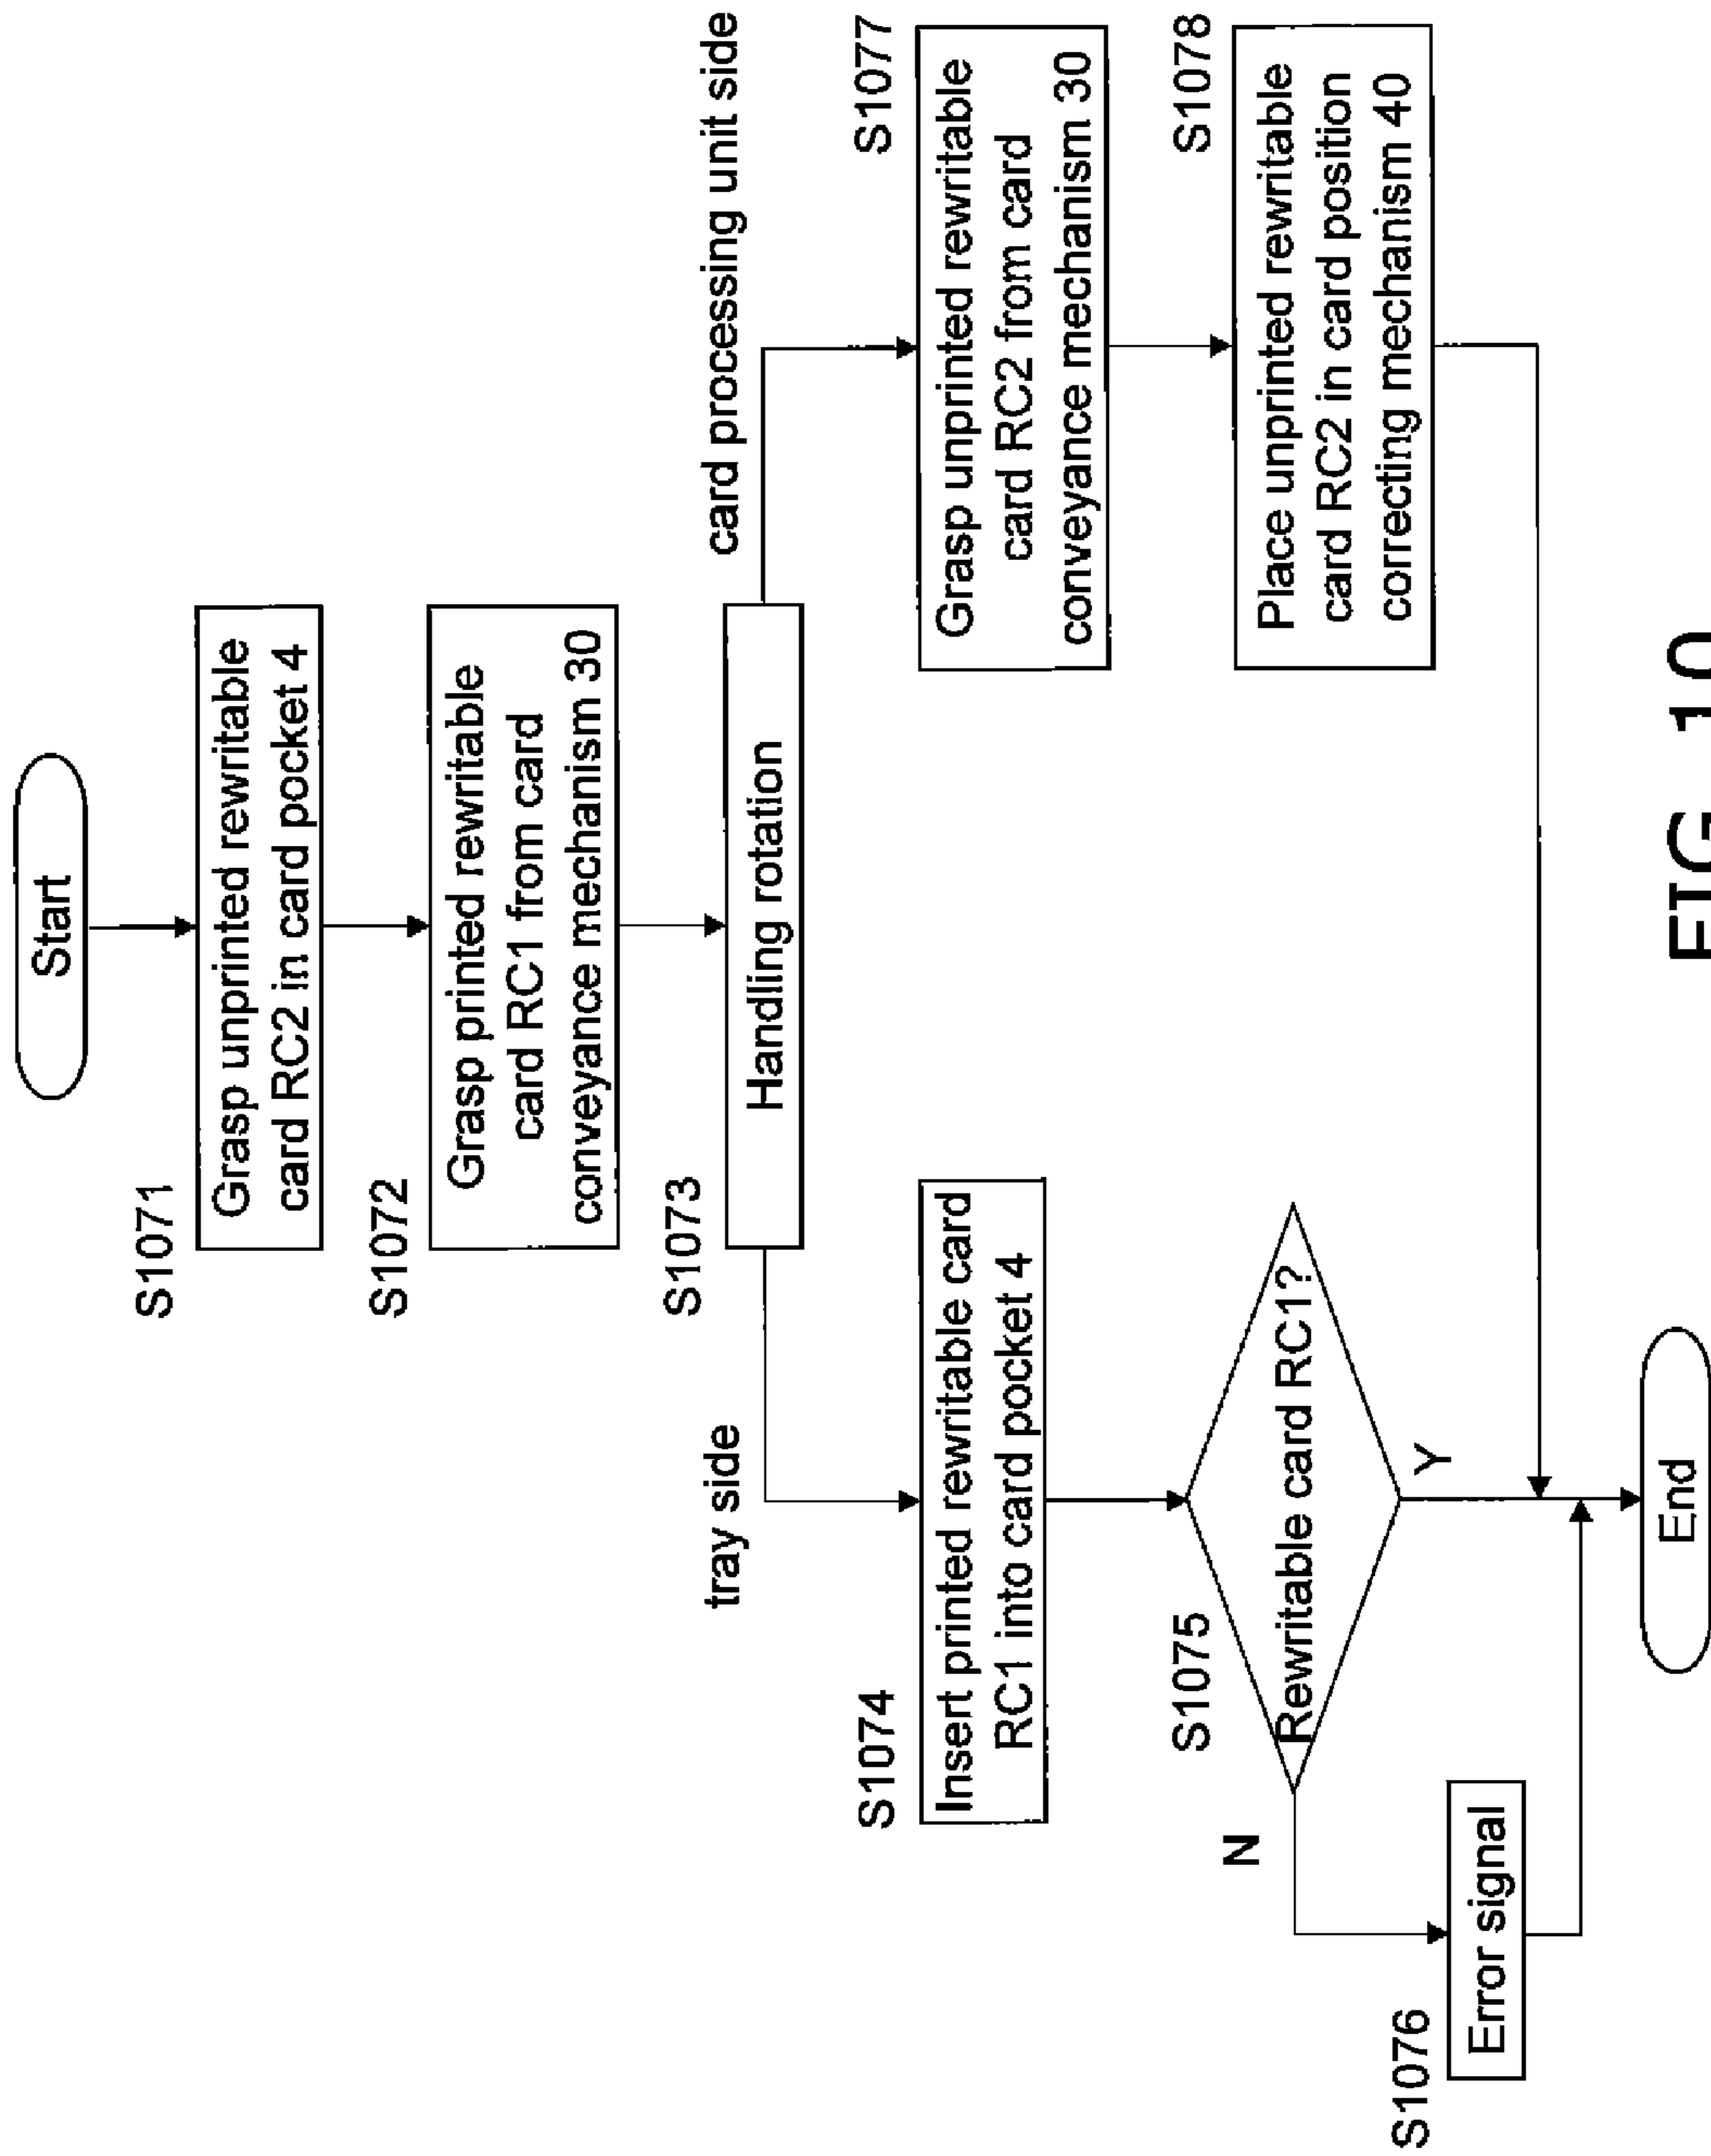 Start
S1071
Grasp unprinted rewritable
card RC2 in card pocket 4
S1072
Grasp printed rewritable
card RC1 from card
conveyance mechanism 30
S1073
Handling rotation
tray side
card processing unit side
S1074
Insert printed rewritable card
RC1 into card pocket 4
S1075
Rewritable card RC1?
N
Y
S1076
Error signal
S1077
Grasp unprinted rewritable
card RC2 from card
conveyance mechanism 30
S1078
Place unprinted rewritable
card RC2 in card position
correcting mechanism 40
End
FIG. 10